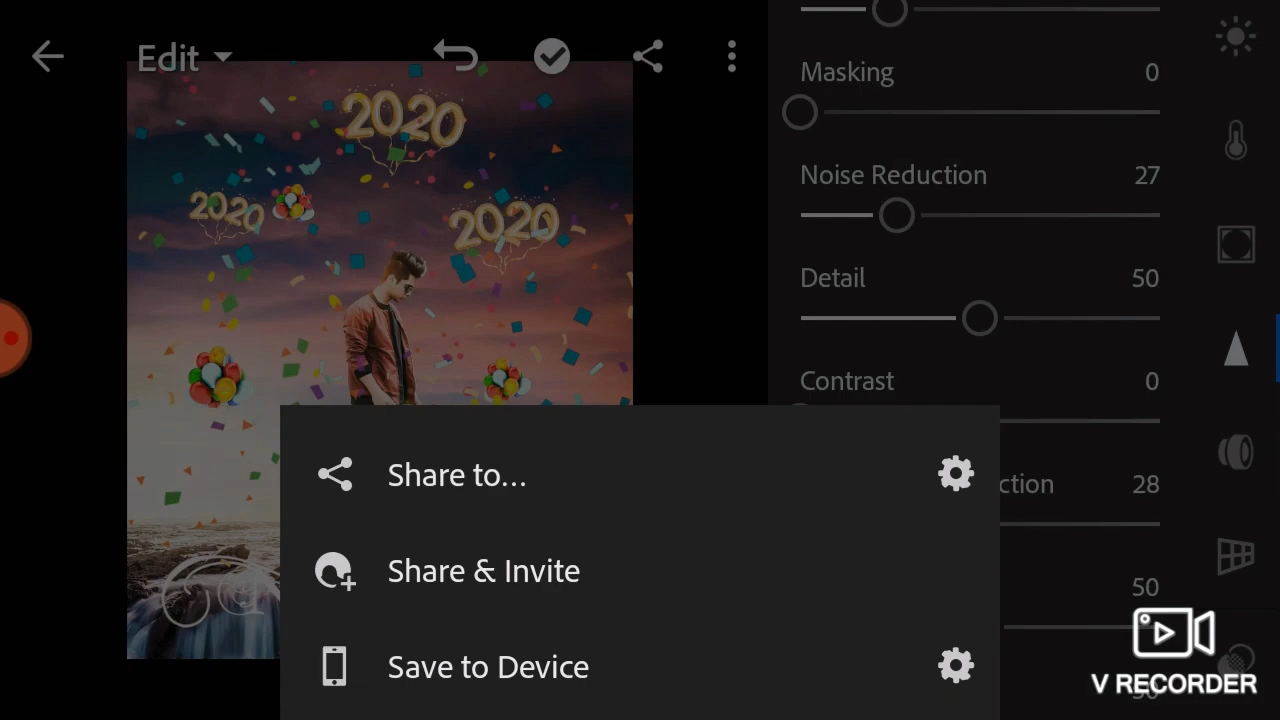 Edit
2020
2020
2020
Masking 0
Noise Reduction 27
Detail 50
Contrast 0
ction 28
50
Share to...
Share & Invite
Save to Device
V RECORDER
50